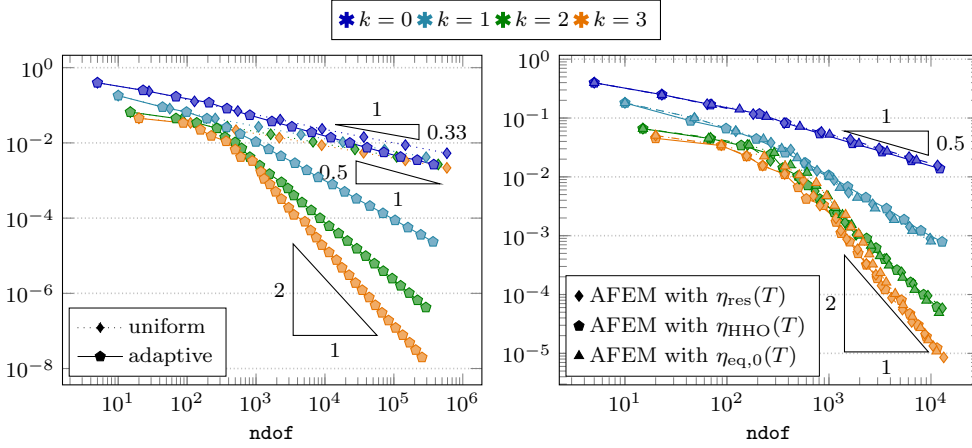 k = 0 k = 1 k = 2 k = 3
10^0
10^−2
10^−4
10^−6
10^−8
10^1 10^2 10^3 10^4 10^5 10^6
ndof
1
0.33
0.5
1
2
1
uniform
adaptive
10^0
10^−1
10^−2
10^−3
10^−4
10^−5
10^1 10^2 10^3 10^4
ndof
1
0.5
2
1
AFEM with η_res(T)
AFEM with η_HHO(T)
AFEM with η_eq,0(T)